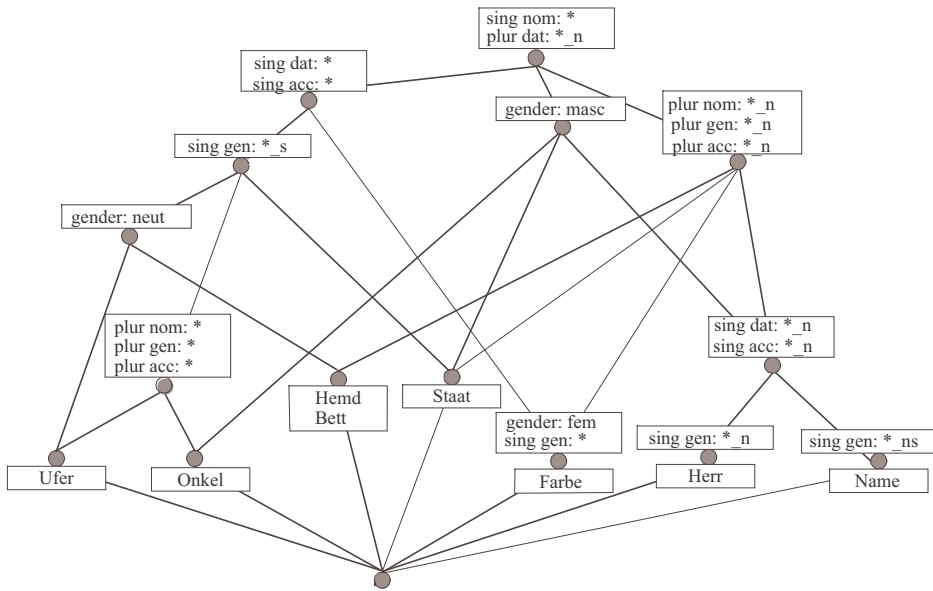 sing nom: *
plur dat: *_n
sing dat: *
sing acc: *
gender: masc
plur nom: *_n
plur gen: *_n
plur acc: *_n
sing gen: *_s
gender: neut
plur nom: *
plur gen: *
plur acc: *
sing dat: *_n
sing acc: *_n
Hemd
Bett
Staat
gender: fem
sing gen: *
sing gen: *_n
sing gen: *_ns
Ufer
Onkel
Farbe
Herr
Name